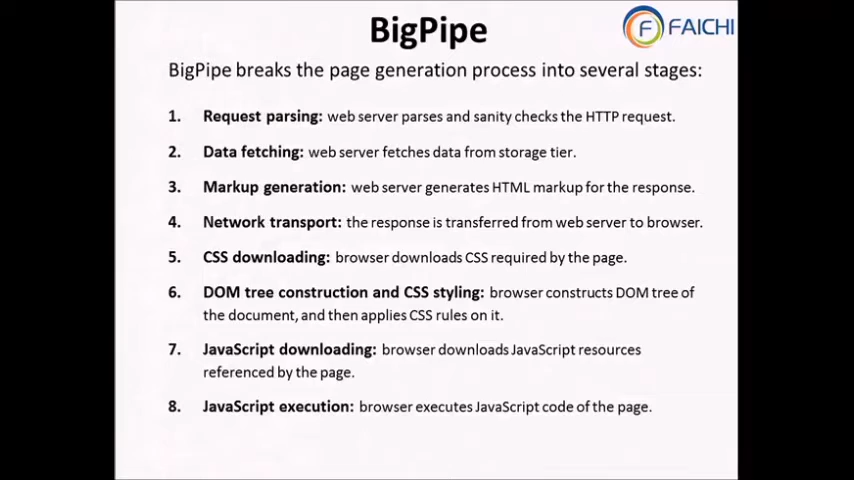 BigPipe
FAICHI
BigPipe breaks the page generation process into several stages:
1. Request parsing: web server parses and sanity checks the HTTP request.
2. Data fetching: web server fetches data from storage tier.
3. Markup generation: web server generates HTML markup for the response.
4. Network transport: the response is transferred from web server to browser.
5. CSS downloading: browser downloads CSS required by the page.
6. DOM tree construction and CSS styling: browser constructs DOM tree of
the document, and then applies CSS rules on it.
7. JavaScript downloading: browser downloads JavaScript resources
referenced by the page.
8. JavaScript execution: browser executes JavaScript code of the page.